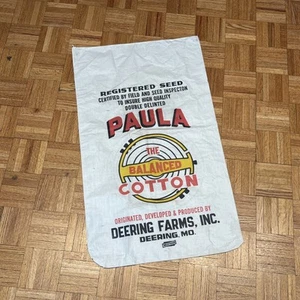 REGISTERED SEED
CERTIFIED BY FIELD AND SEED INSPECTION
TO INSURE HIGH QUALITY
DOUBLE DELINTED
PAULA
THE
BALANCED
COTTON
ORIGINATED, DEVELOPED & PRODUCED BY
DEERING FARMS, INC.
DEERING, MO.